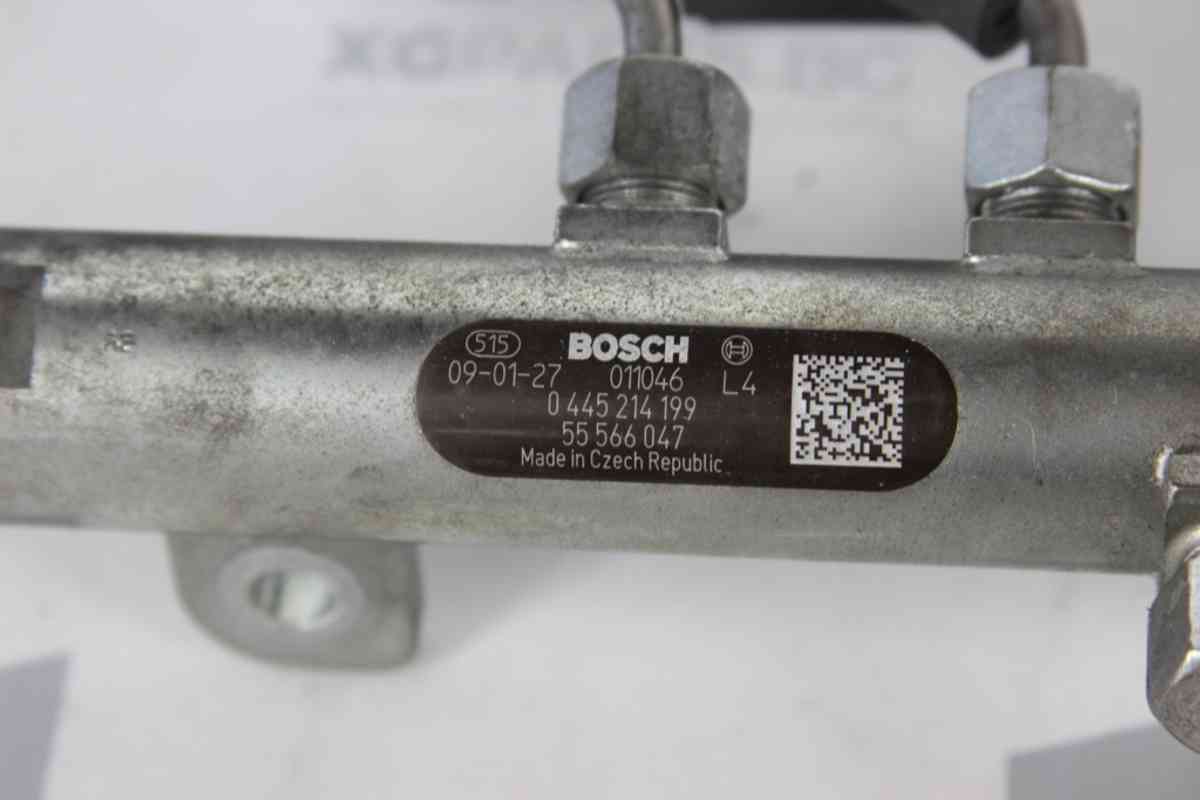 515 BOSCH
09-01-27 011046 L4
0 445 214 199
55 566 047
Made in Czech Republic